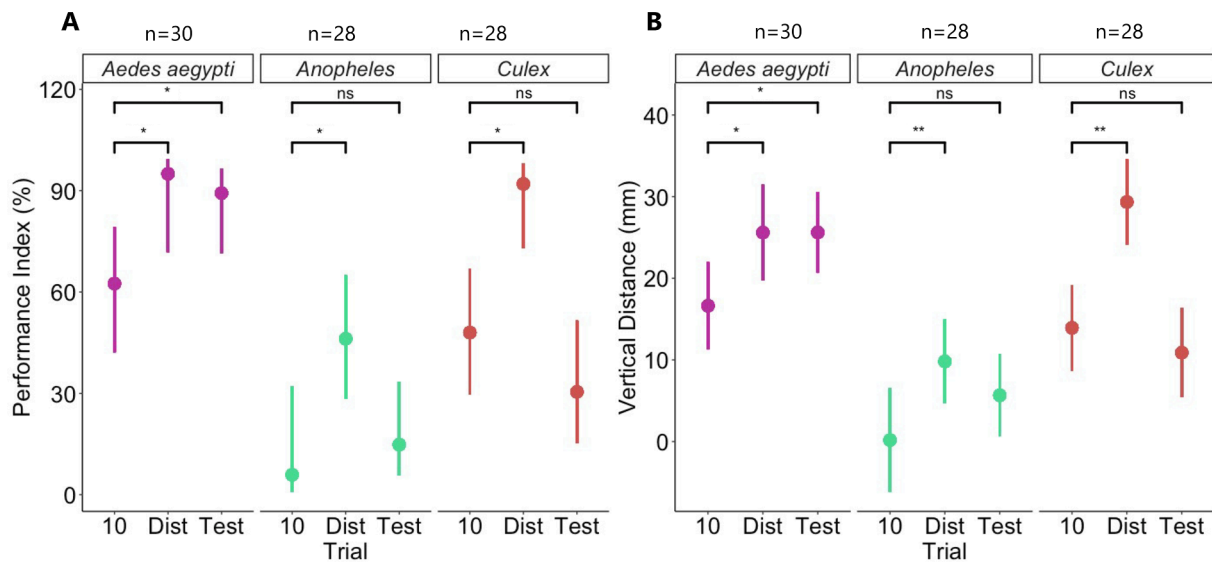 A
n=30 n=28 n=28
Aedes aegypti Anopheles Culex
* ns ns
* * *
120
90
60
30
0
Performance Index (%)
10 Dist Test 10 Dist Test 10 Dist Test
Trial
B
n=30 n=28 n=28
Aedes aegypti Anopheles Culex
* ns ns
* ** **
40
30
20
10
0
Vertical Distance (mm)
10 Dist Test 10 Dist Test 10 Dist Test
Trial